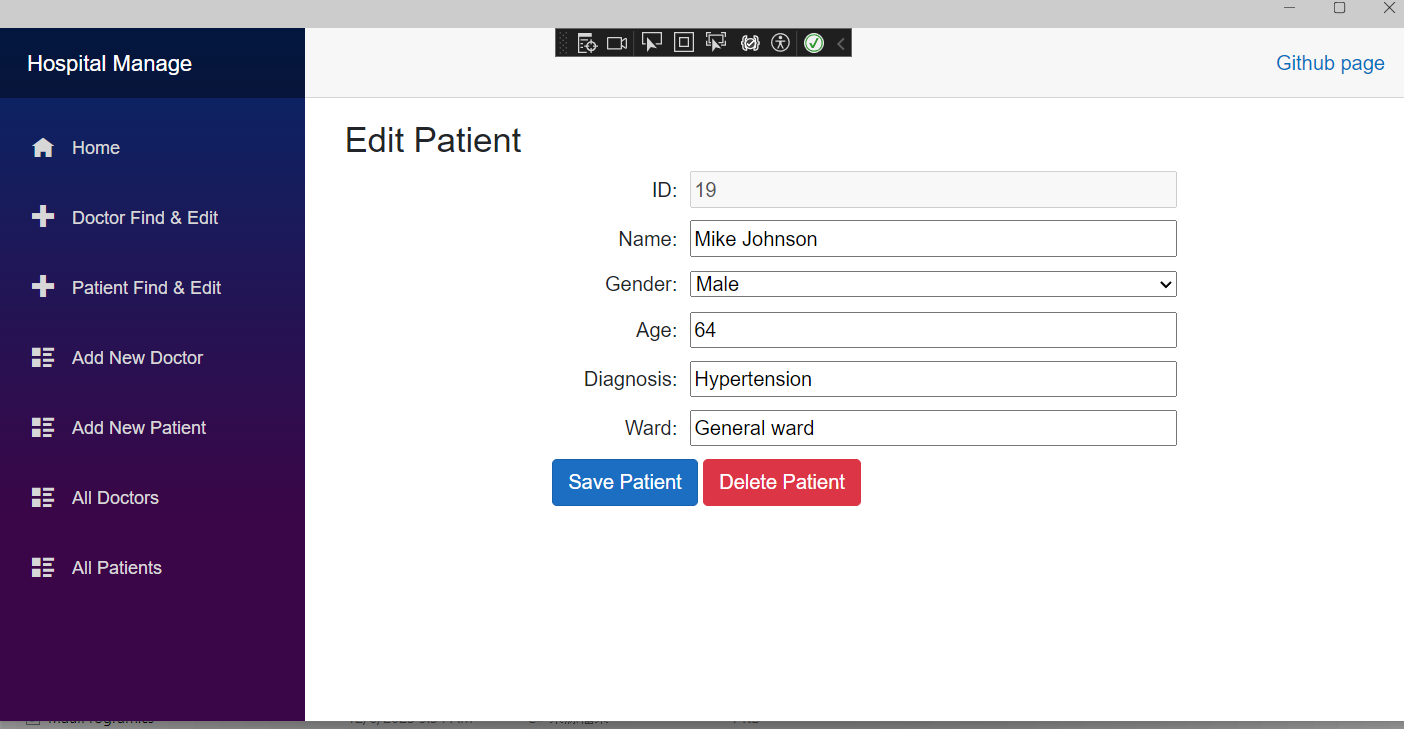 Hospital Manage
Github page
Home
Doctor Find & Edit
Patient Find & Edit
Add New Doctor
Add New Patient
All Doctors
All Patients
Edit Patient
ID: 19
Name: Mike Johnson
Gender: Male
Age: 64
Diagnosis: Hypertension
Ward: General ward
Save Patient Delete Patient